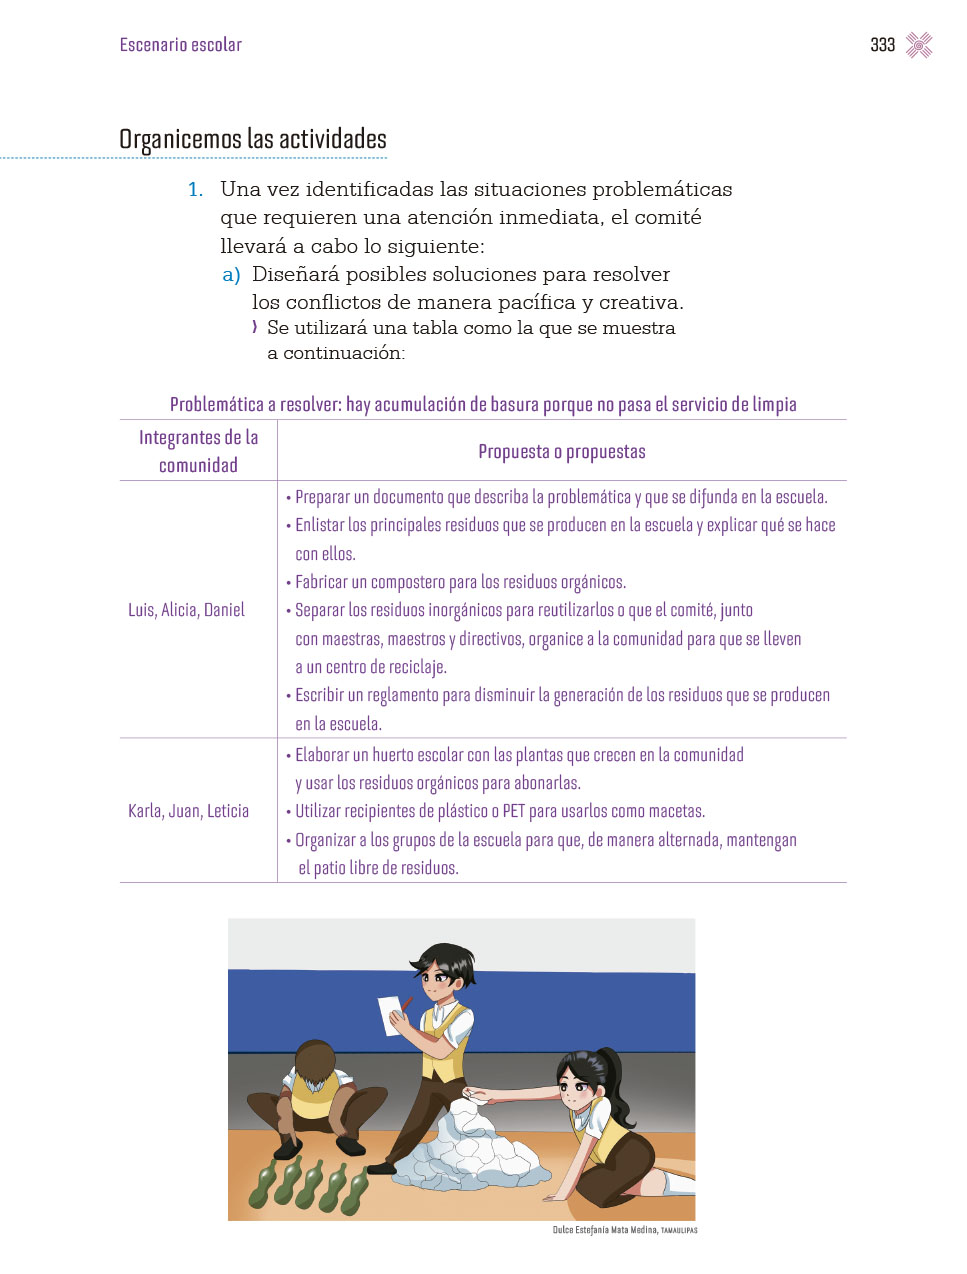 Escenario escolar
333
Organicemos las actividades
1. Una vez identificadas las situaciones problemáticas
que requieren una atención inmediata, el comité
llevará a cabo lo siguiente:
a) Diseñará posibles soluciones para resolver
los conflictos de manera pacífica y creativa.
⟩ Se utilizará una tabla como la que se muestra
a continuación:
Problemática a resolver: hay acumulación de basura porque no pasa el servicio de limpia
Integrantes de la
comunidad
Propuesta o propuestas
Luis, Alicia, Daniel
• Preparar un documento que describa la problemática y que se difunda en la escuela.
• Enlistar los principales residuos que se producen en la escuela y explicar qué se hace
con ellos.
• Fabricar un compostero para los residuos orgánicos.
• Separar los residuos inorgánicos para reutilizarlos o que el comité, junto
con maestras, maestros y directivos, organice a la comunidad para que se lleven
a un centro de reciclaje.
• Escribir un reglamento para disminuir la generación de los residuos que se producen
en la escuela.
Karla, Juan, Leticia
• Elaborar un huerto escolar con las plantas que crecen en la comunidad
y usar los residuos orgánicos para abonarlas.
• Utilizar recipientes de plástico o PET para usarlos como macetas.
• Organizar a los grupos de la escuela para que, de manera alternada, mantengan
el patio libre de residuos.
Dulce Estefanía Mata Medina, TAMAULIPAS